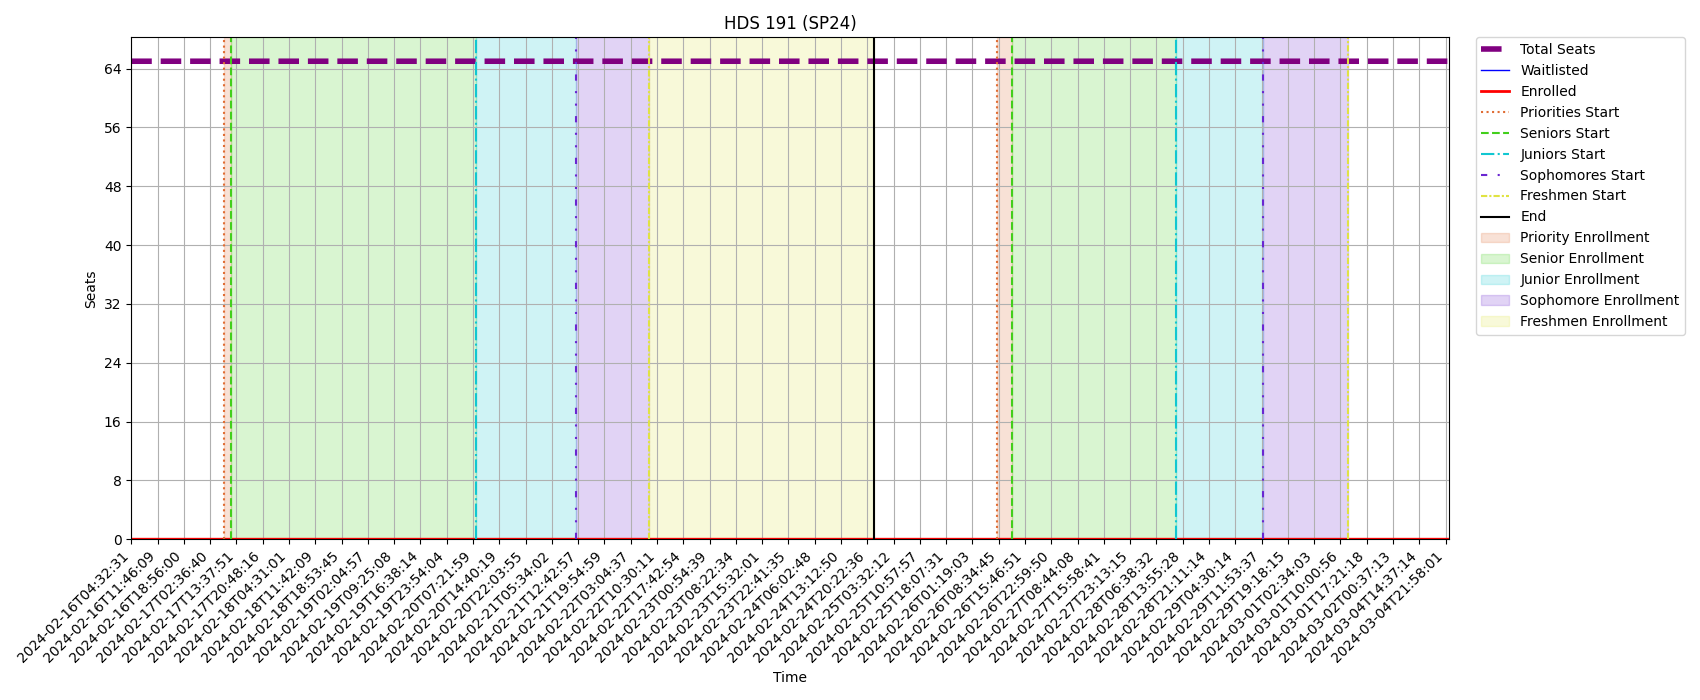 HDS 191 (SP24)
Seats
64
56
48
40
32
24
16
8
0
2024-02-16T04:32:31
2024-02-16T11:46:09
2024-02-16T18:56:00
2024-02-17T02:36:40
2024-02-17T13:37:51
2024-02-17T20:48:16
2024-02-18T04:31:01
2024-02-18T11:42:09
2024-02-18T18:53:45
2024-02-19T02:04:57
2024-02-19T09:25:08
2024-02-19T16:38:14
2024-02-19T23:54:04
2024-02-20T07:21:59
2024-02-20T14:40:19
2024-02-20T22:03:55
2024-02-21T05:34:02
2024-02-21T12:42:57
2024-02-21T19:54:59
2024-02-22T03:04:37
2024-02-22T10:30:11
2024-02-22T17:42:54
2024-02-23T00:54:39
2024-02-23T08:22:34
2024-02-23T15:32:01
2024-02-23T22:41:35
2024-02-24T06:02:48
2024-02-24T13:12:50
2024-02-24T20:22:36
2024-02-25T03:32:12
2024-02-25T10:57:57
2024-02-25T18:07:31
2024-02-26T01:19:03
2024-02-26T08:34:45
2024-02-26T15:46:51
2024-02-26T22:59:50
2024-02-27T08:44:08
2024-02-27T15:58:41
2024-02-27T23:13:15
2024-02-28T06:38:32
2024-02-28T13:55:28
2024-02-28T21:11:14
2024-02-29T04:30:14
2024-02-29T11:53:37
2024-02-29T19:18:15
2024-03-01T02:34:03
2024-03-01T10:00:56
2024-03-01T17:21:18
2024-03-02T00:37:13
2024-03-04T14:37:14
2024-03-04T21:58:01
Time
Total Seats
Waitlisted
Enrolled
Priorities Start
Seniors Start
Juniors Start
Sophomores Start
Freshmen Start
End
Priority Enrollment
Senior Enrollment
Junior Enrollment
Sophomore Enrollment
Freshmen Enrollment